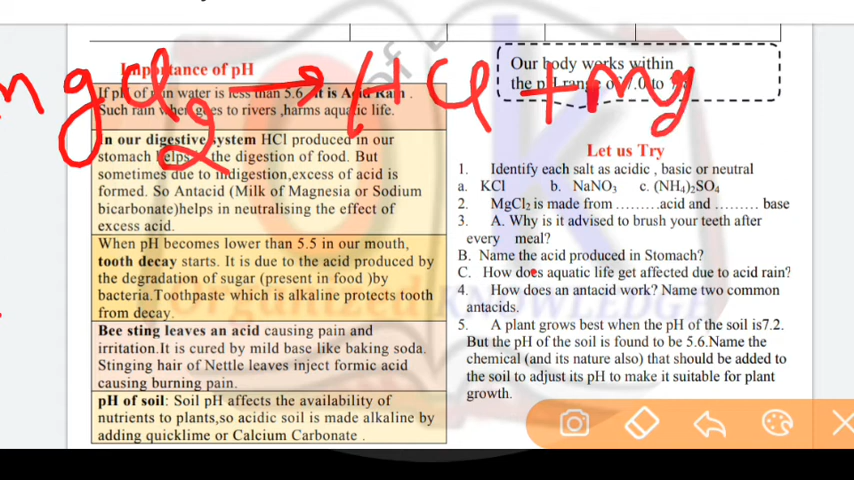 mgcl2 → HCl + mg
Importance of pH
If pH of rain water is less than 5.6, it is Acid Rain .
Such rain when goes to rivers ,harms aquatic life.
In our digestive system HCl produced in our
stomach helps the digestion of food. But
sometimes due to indigestion,excess of acid is
formed. So Antacid (Milk of Magnesia or Sodium
bicarbonate)helps in neutralising the effect of
excess acid.
When pH becomes lower than 5.5 in our mouth,
tooth decay starts. It is due to the acid produced by
the degradation of sugar (present in food )by
bacteria.Toothpaste which is alkaline protects tooth
from decay.
Bee sting leaves an acid causing pain and
irritation.It is cured by mild base like baking soda.
Stinging hair of Nettle leaves inject formic acid
causing burning pain.
pH of soil: Soil pH affects the availability of
nutrients to plants,so acidic soil is made alkaline by
adding quicklime or Calcium Carbonate .
Our body works within
the pH range of 7.0 to
Let us Try
1. Identify each salt as acidic , basic or neutral
a. KCl b. NaNO3 c. (NH4)2SO4
2. MgCl2 is made from .........acid and ......... base
3. A. Why is it advised to brush your teeth after
every meal?
B. Name the acid produced in Stomach?
C. How does aquatic life get affected due to acid rain?
4. How does an antacid work? Name two common
antacids.
5. A plant grows best when the pH of the soil is7.2.
But the pH of the soil is found to be 5.6.Name the
chemical (and its nature also) that should be added to
the soil to adjust its pH to make it suitable for plant
growth.